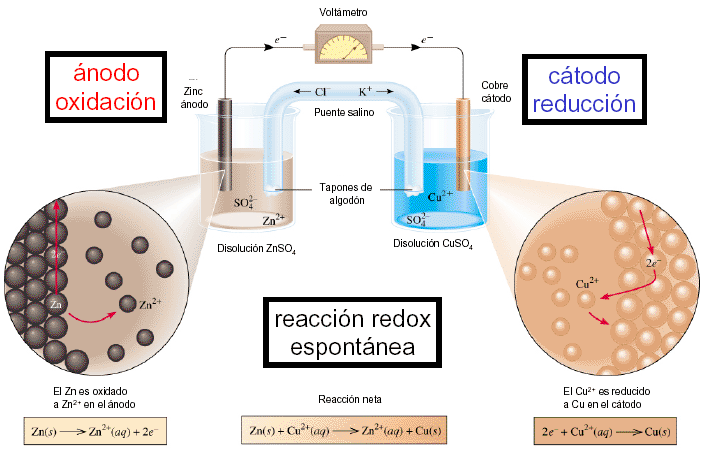 Voltámetro
e⁻
e⁻
ánodo
oxidación
Zinc
ánodo
Cl⁻
K⁺
Puente salino
Cobre
cátodo
cátodo
reducción
Tapones de
algodón
SO₄²⁻
Zn²⁺
Cu²⁺
SO₄²⁻
Disolución ZnSO₄
Disolución CuSO₄
Zn
Zn²⁺
2e⁻
Cu²⁺
reacción redox
espontánea
El Zn es oxidado
a Zn²⁺ en el ánodo
Reacción neta
El Cu²⁺ es reducido
a Cu en el cátodo
Zn(s) ⟶ Zn²⁺(aq) + 2e⁻
Zn(s) + Cu²⁺(aq) ⟶ Zn²⁺(aq) + Cu(s)
2e⁻ + Cu²⁺(aq) ⟶ Cu(s)